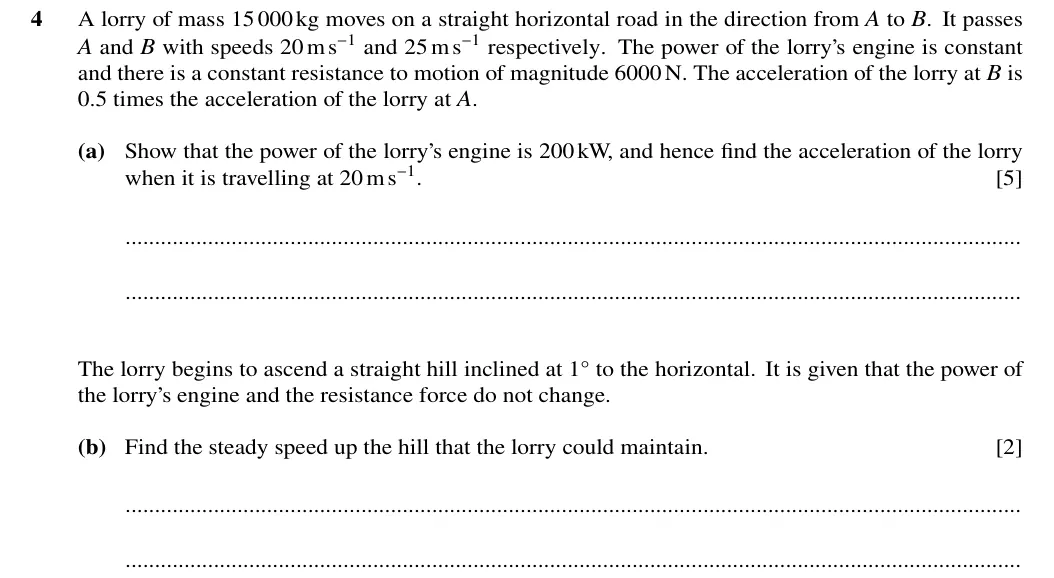 4 A lorry of mass 15 000 kg moves on a straight horizontal road in the direction from A to B. It passes
A and B with speeds 20 m s⁻¹ and 25 m s⁻¹ respectively. The power of the lorry's engine is constant
and there is a constant resistance to motion of magnitude 6000 N. The acceleration of the lorry at B is
0.5 times the acceleration of the lorry at A.
(a) Show that the power of the lorry's engine is 200 kW, and hence find the acceleration of the lorry
when it is travelling at 20 m s⁻¹. [5]
The lorry begins to ascend a straight hill inclined at 1° to the horizontal. It is given that the power of
the lorry's engine and the resistance force do not change.
(b) Find the steady speed up the hill that the lorry could maintain. [2]